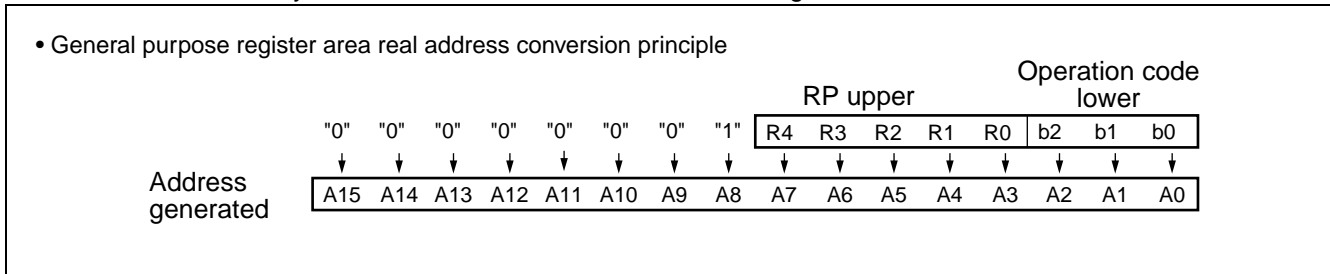 • General purpose register area real address conversion principle
Operation code
RP upper lower
"0" "0" "0" "0" "0" "0" "0" "1" R4 R3 R2 R1 R0 b2 b1 b0
Address
generated
A15 A14 A13 A12 A11 A10 A9 A8 A7 A6 A5 A4 A3 A2 A1 A0